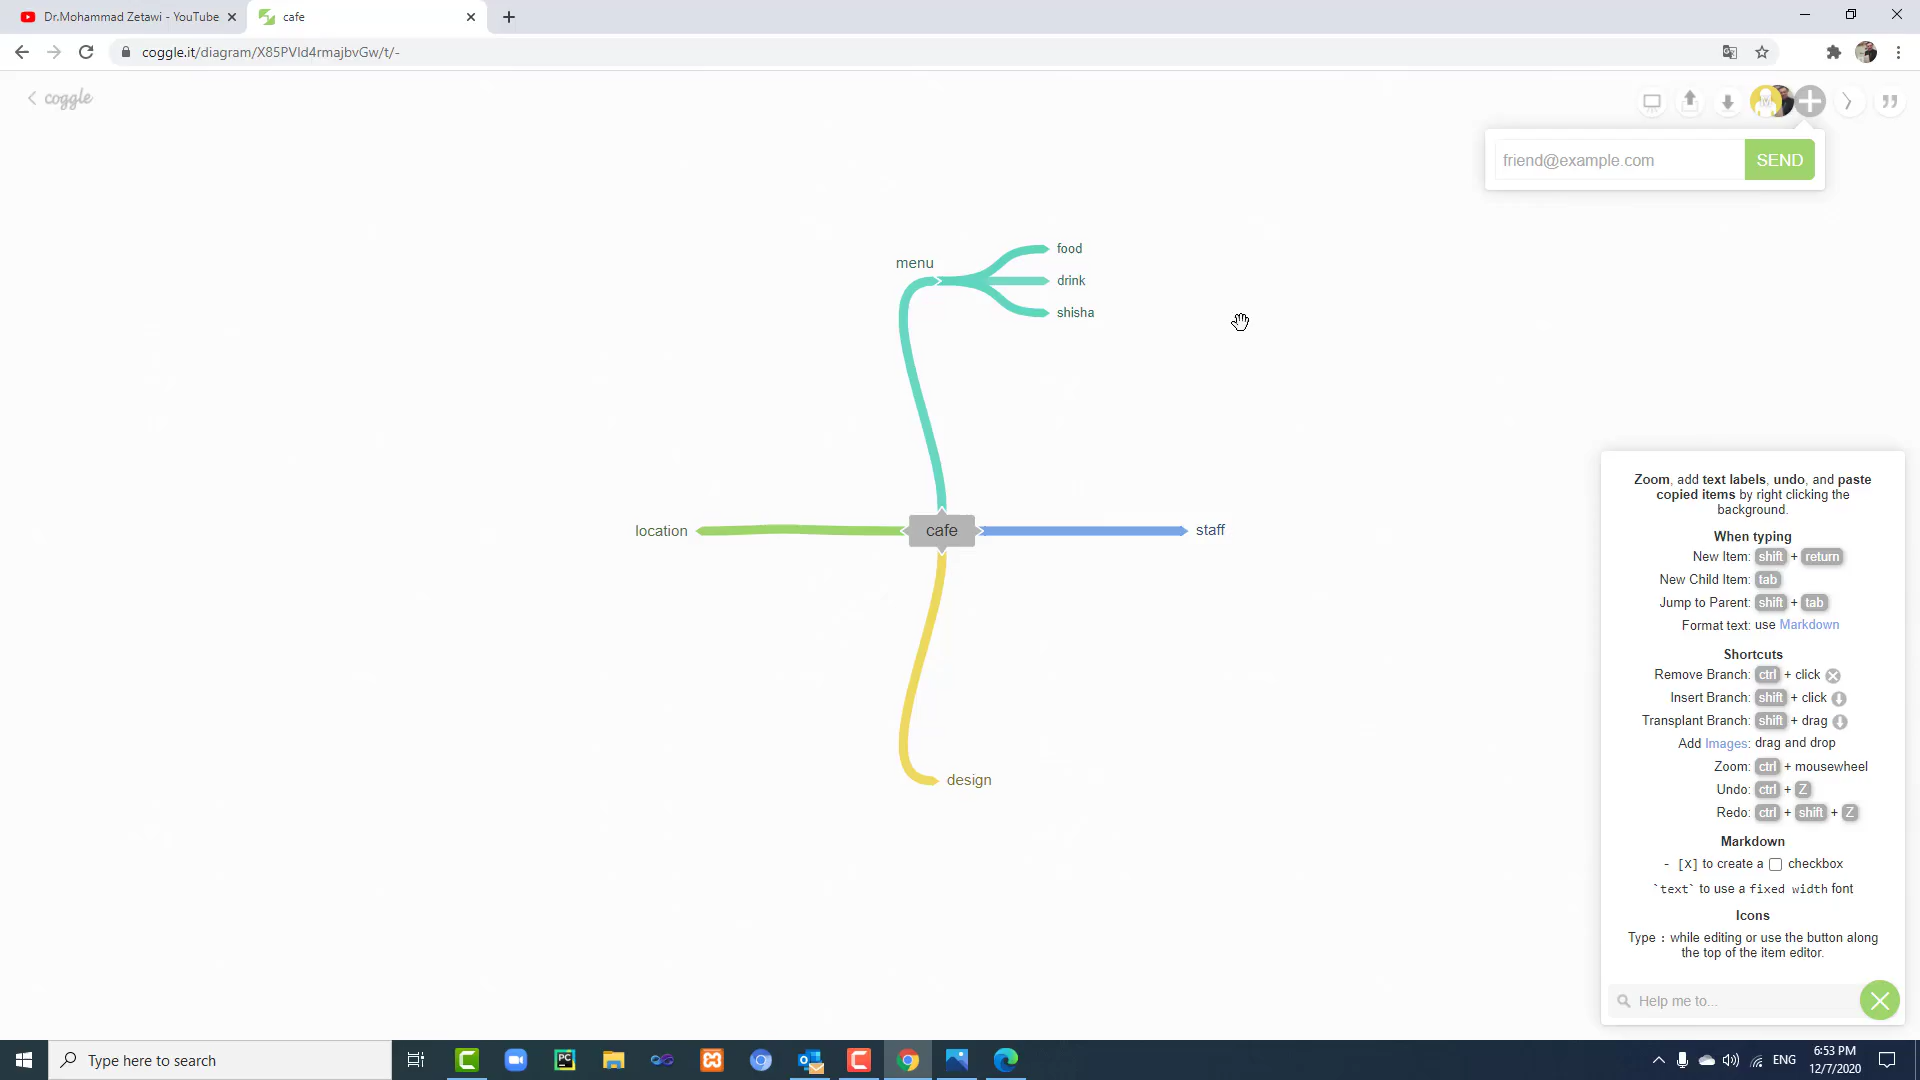 Dr.Mohammad Zetawi - YouTube
cafe
coggle.it/diagram/X85PVld4rmajbvGw/t/-
coggle
friend@example.com
SEND
menu
food
drink
shisha
location
cafe
staff
design
Zoom, add text labels, undo, and paste
copied items by right clicking the
background.
When typing
New Item: shift + return
New Child Item: tab
Jump to Parent: shift + tab
Format text: use Markdown
Shortcuts
Remove Branch: ctrl + click
Insert Branch: shift + click
Transplant Branch: shift + drag
Add Images: drag and drop
Zoom: ctrl + mousewheel
Undo: ctrl + Z
Redo: ctrl + shift + Z
Markdown
- [X] to create a checkbox
`text` to use a fixed width font
Icons
Type : while editing or use the button along
the top of the item editor.
Help me to...
Type here to search
ENG
6:53 PM
12/7/2020